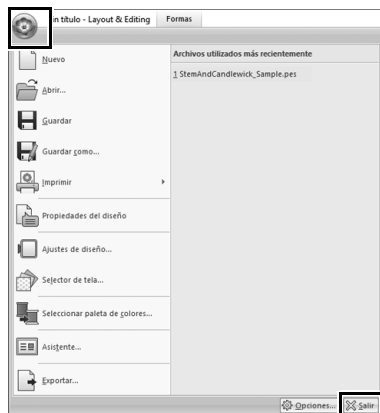 in título - Layout & Editing
Formas
Archivos utilizados más recientemente
1 StemAndCandlewick_Sample.pes
Nuevo
Abrir...
Guardar
Guardar como...
Imprimir
Propiedades del diseño
Ajustes de diseño...
Selector de tela...
Seleccionar paleta de colores...
Asistente...
Exportar...
Opciones...
Salir